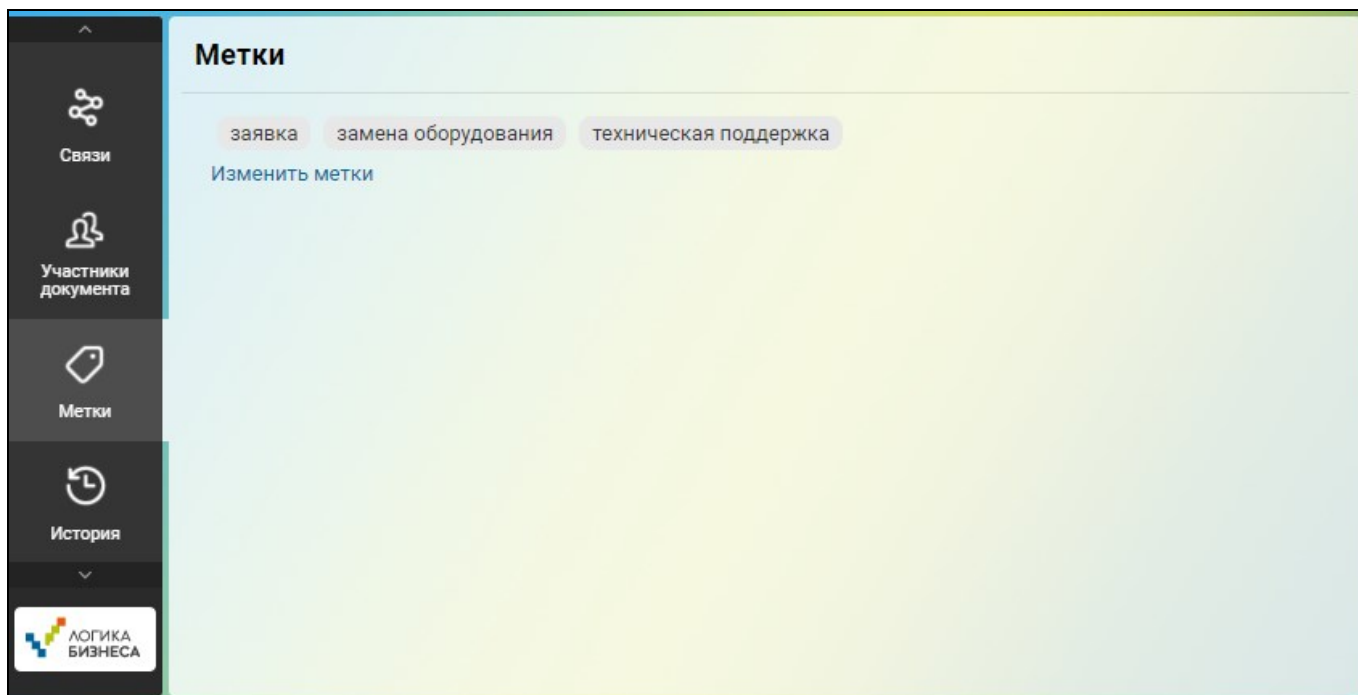 Метки
заявка замена оборудования техническая поддержка
Изменить метки
Связи
Участники
документа
Метки
История
ЛОГИКА
БИЗНЕСА